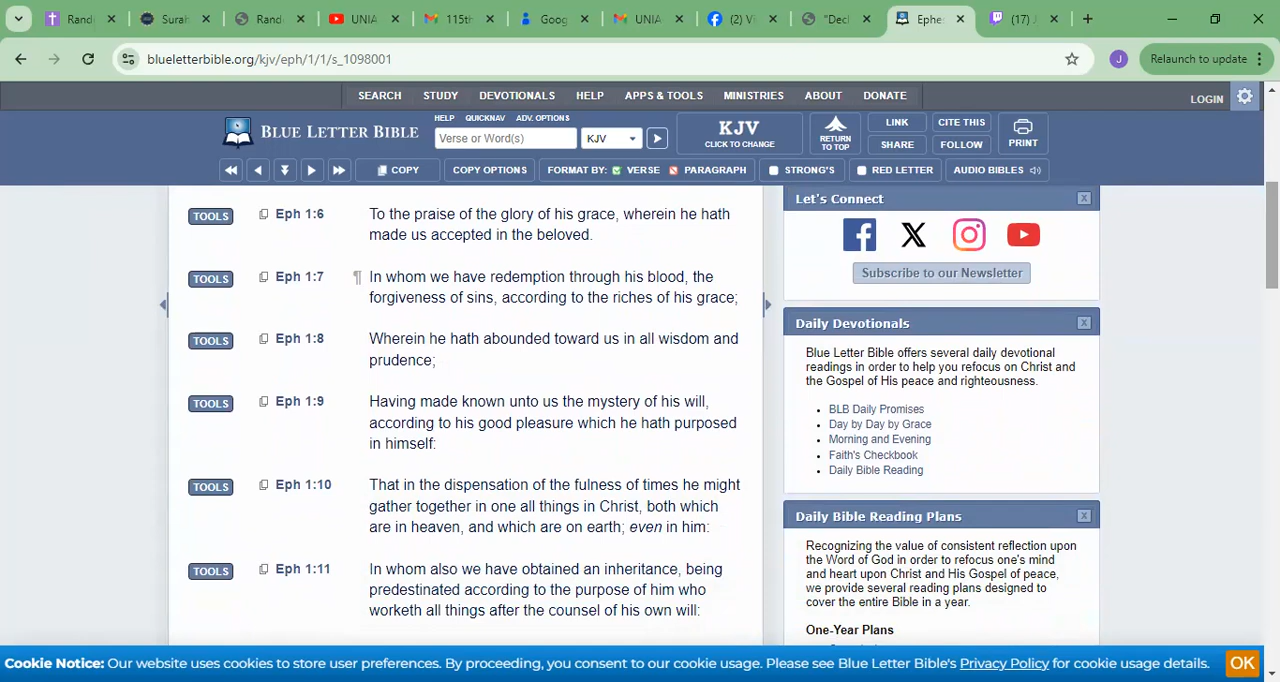 Rand
Surah
Rand
UNIA
115th
Goog
UNIA
(2) Vi
"Decl
Ephe
(17) J
blueletterbible.org/kjv/eph/1/1/s_1098001
J
Relaunch to update
SEARCH STUDY DEVOTIONALS HELP APPS & TOOLS MINISTRIES ABOUT DONATE
LOGIN
BLUE LETTER BIBLE
HELP QUICKNAV ADV. OPTIONS
Verse or Word(s)
KJV
KJV
CLICK TO CHANGE
RETURN
TO TOP
LINK
CITE THIS
SHARE
FOLLOW
PRINT
COPY
COPY OPTIONS
FORMAT BY: VERSE PARAGRAPH
STRONG'S
RED LETTER
AUDIO BIBLES
TOOLS Eph 1:6 To the praise of the glory of his grace, wherein he hath
made us accepted in the beloved.
TOOLS Eph 1:7 ¶ In whom we have redemption through his blood, the
forgiveness of sins, according to the riches of his grace;
TOOLS Eph 1:8 Wherein he hath abounded toward us in all wisdom and
prudence;
TOOLS Eph 1:9 Having made known unto us the mystery of his will,
according to his good pleasure which he hath purposed
in himself:
TOOLS Eph 1:10 That in the dispensation of the fulness of times he might
gather together in one all things in Christ, both which
are in heaven, and which are on earth; even in him:
TOOLS Eph 1:11 In whom also we have obtained an inheritance, being
predestinated according to the purpose of him who
worketh all things after the counsel of his own will:
Let's Connect
Subscribe to our Newsletter
Daily Devotionals
Blue Letter Bible offers several daily devotional
readings in order to help you refocus on Christ and
the Gospel of His peace and righteousness.
• BLB Daily Promises
• Day by Day by Grace
• Morning and Evening
• Faith's Checkbook
• Daily Bible Reading
Daily Bible Reading Plans
Recognizing the value of consistent reflection upon
the Word of God in order to refocus one's mind
and heart upon Christ and His Gospel of peace,
we provide several reading plans designed to
cover the entire Bible in a year.
One-Year Plans
Cookie Notice: Our website uses cookies to store user preferences. By proceeding, you consent to our cookie usage. Please see Blue Letter Bible's Privacy Policy for cookie usage details.
OK